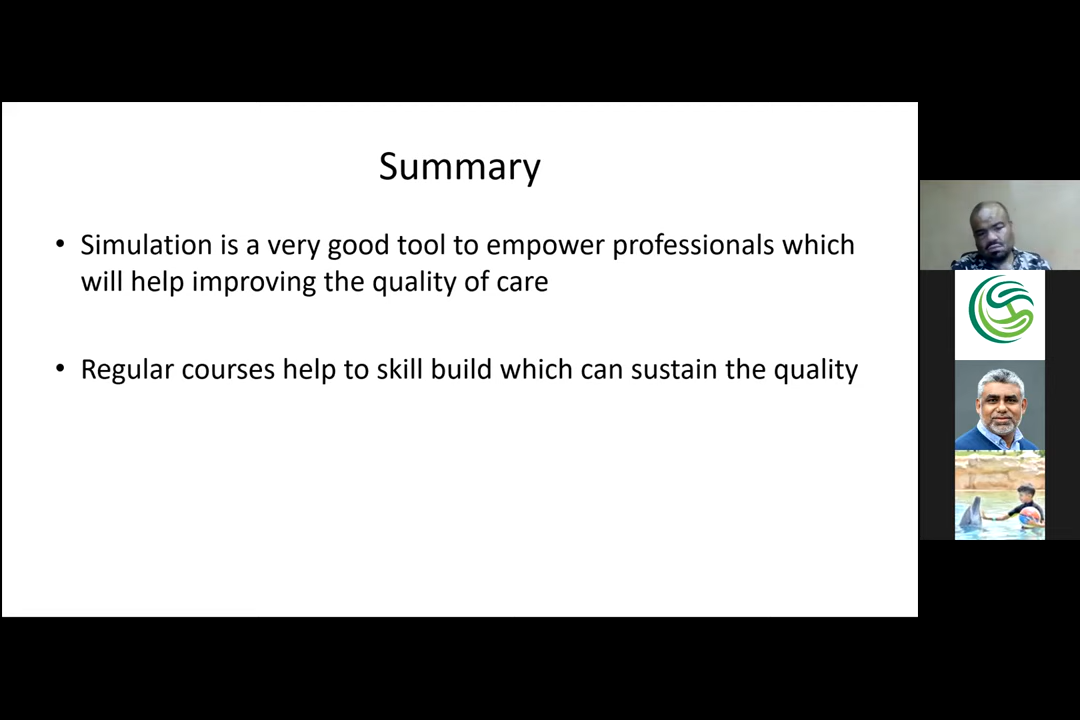 Summary
• Simulation is a very good tool to empower professionals which
will help improving the quality of care
• Regular courses help to skill build which can sustain the quality